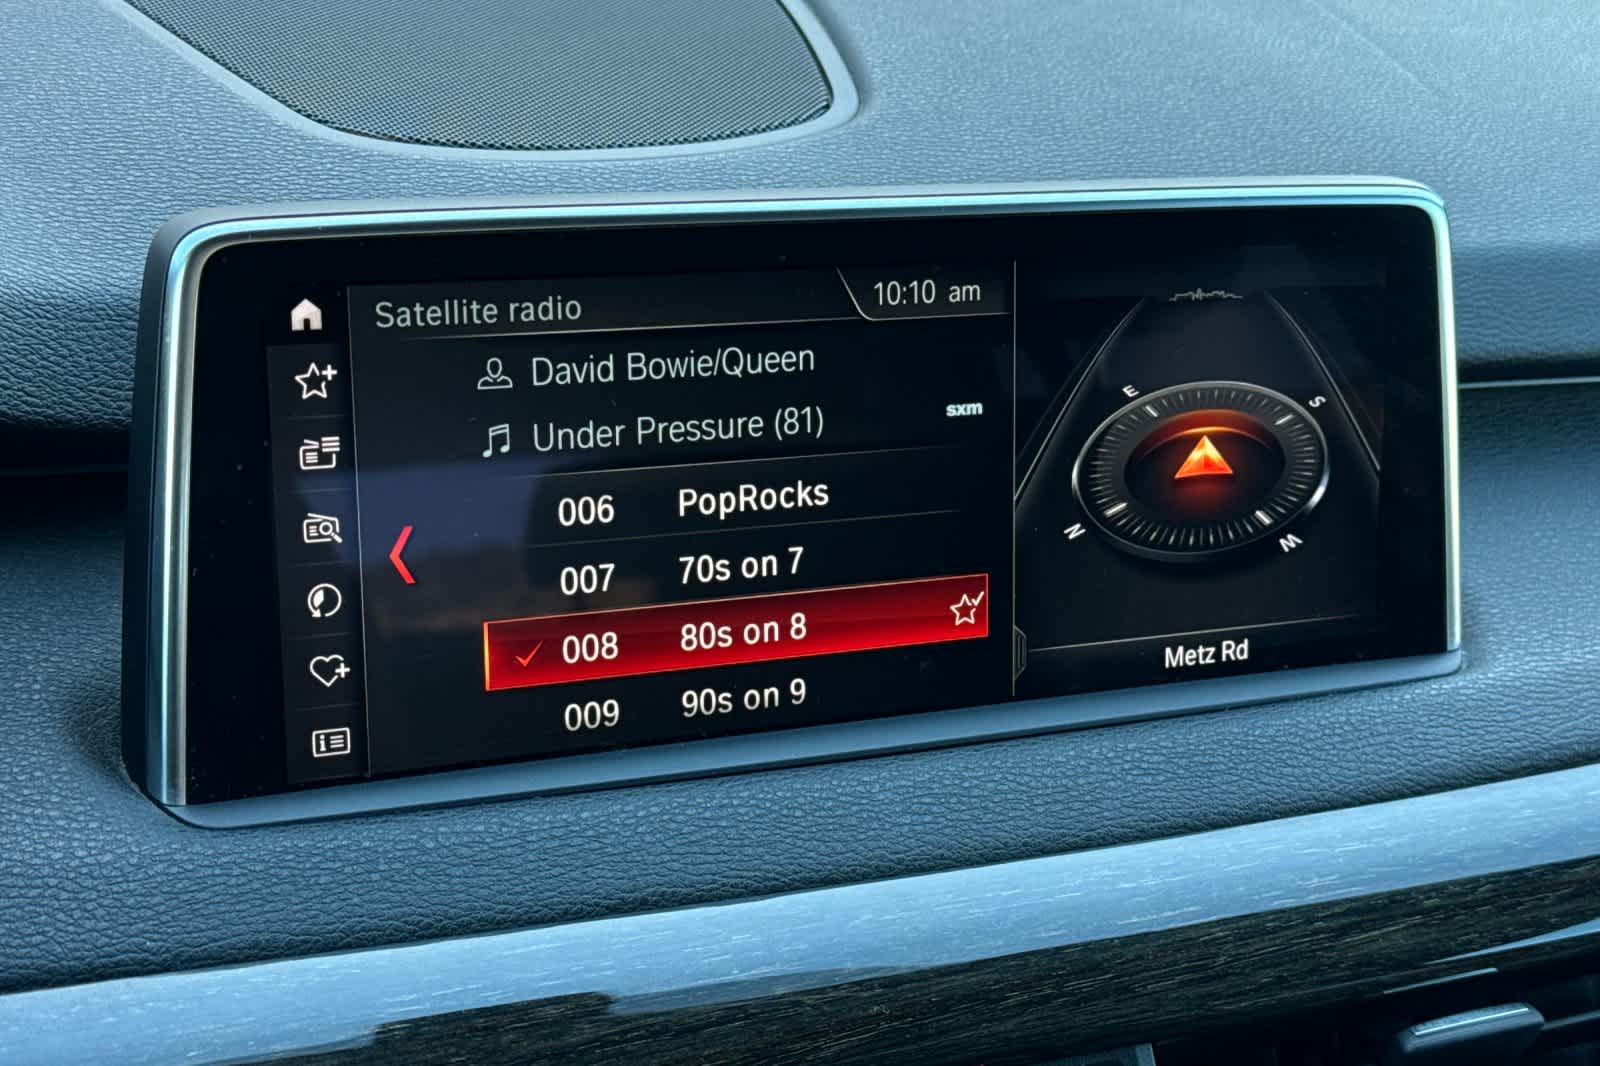 Satellite radio
10:10 am
David Bowie/Queen
Under Pressure (81)
sxm
006 PopRocks
007 70s on 7
008 80s on 8
009 90s on 9
E
S
N
W
Metz Rd